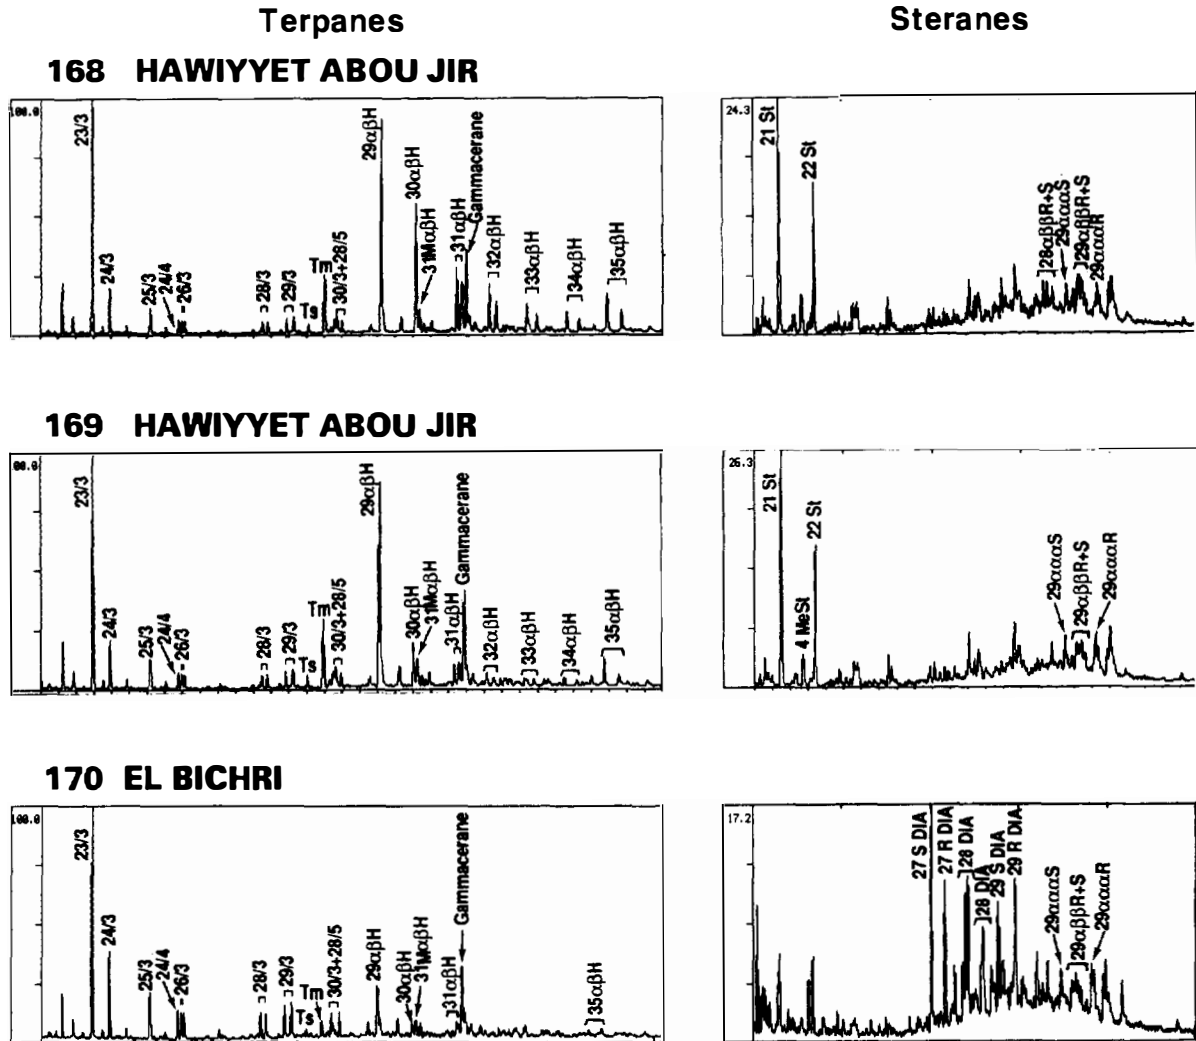 Terpanes
Steranes
168 HAWIYYET ABOU JIR
100.0
23/3
24/3
25/3
24/4
26/3
28/3
29/3
Ts
Tm
30/3+28/5
29αβH
30αβH
31MαβH
31αβH
Gammacerane
32αβH
33αβH
34αβH
35αβH
24.3
21 St
22 St
28αββR+S
29αααS
29αββR+S
29αααR
169 HAWIYYET ABOU JIR
00.0
23/3
24/3
25/3
24/4
26/3
28/3
29/3
Ts
Tm
30/3+28/5
29αβH
30αβH
31MαβH
31αβH
Gammacerane
32αβH
33αβH
34αβH
35αβH
26.3
21 St
4 MeSt
22 St
29αααS
29αββR+S
29αααR
170 EL BICHRI
100.0
23/3
24/3
25/3
24/4
26/3
28/3
29/3
Ts
Tm
30/3+28/5
29αβH
30αβH
31MαβH
31αβH
Gammacerane
35αβH
17.2
27 S DIA
27 R DIA
28 DIA
28 DIA
29 S DIA
29 R DIA
29αααS
29αββR+S
29αααR